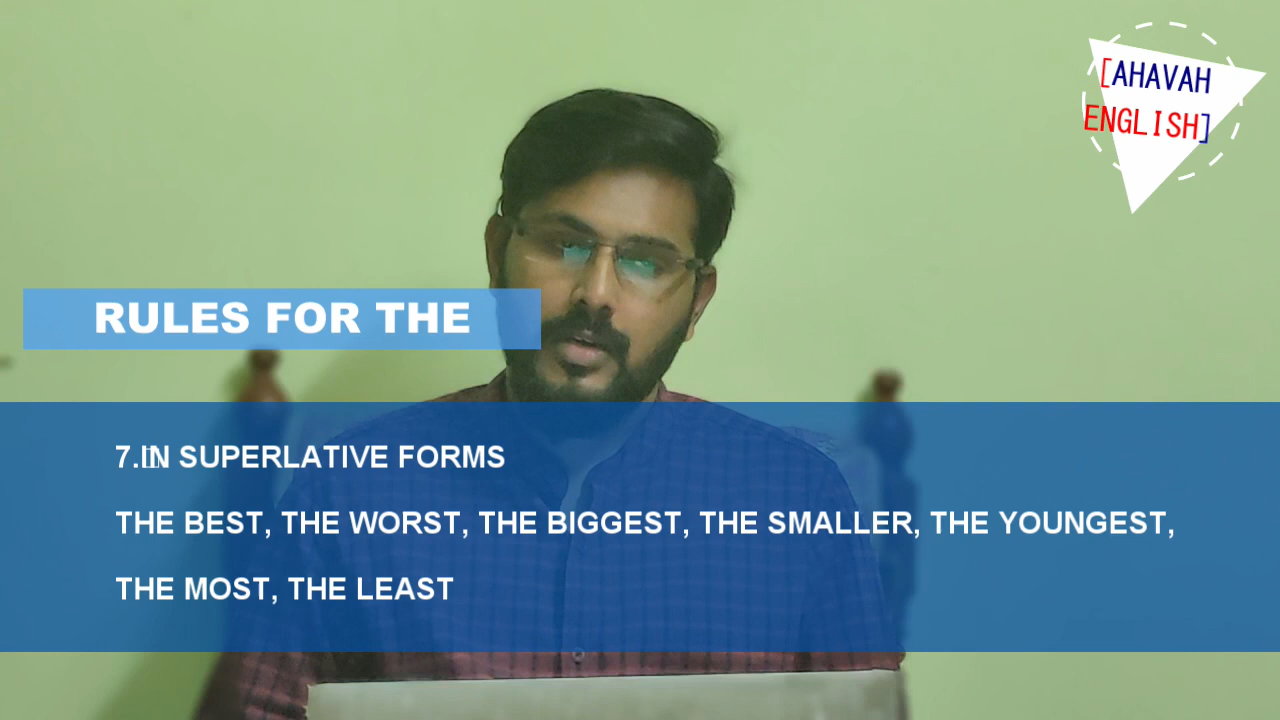 [AHAVAH
ENGLISH]
RULES FOR THE
7.IN SUPERLATIVE FORMS
THE BEST, THE WORST, THE BIGGEST, THE SMALLER, THE YOUNGEST,
THE MOST, THE LEAST